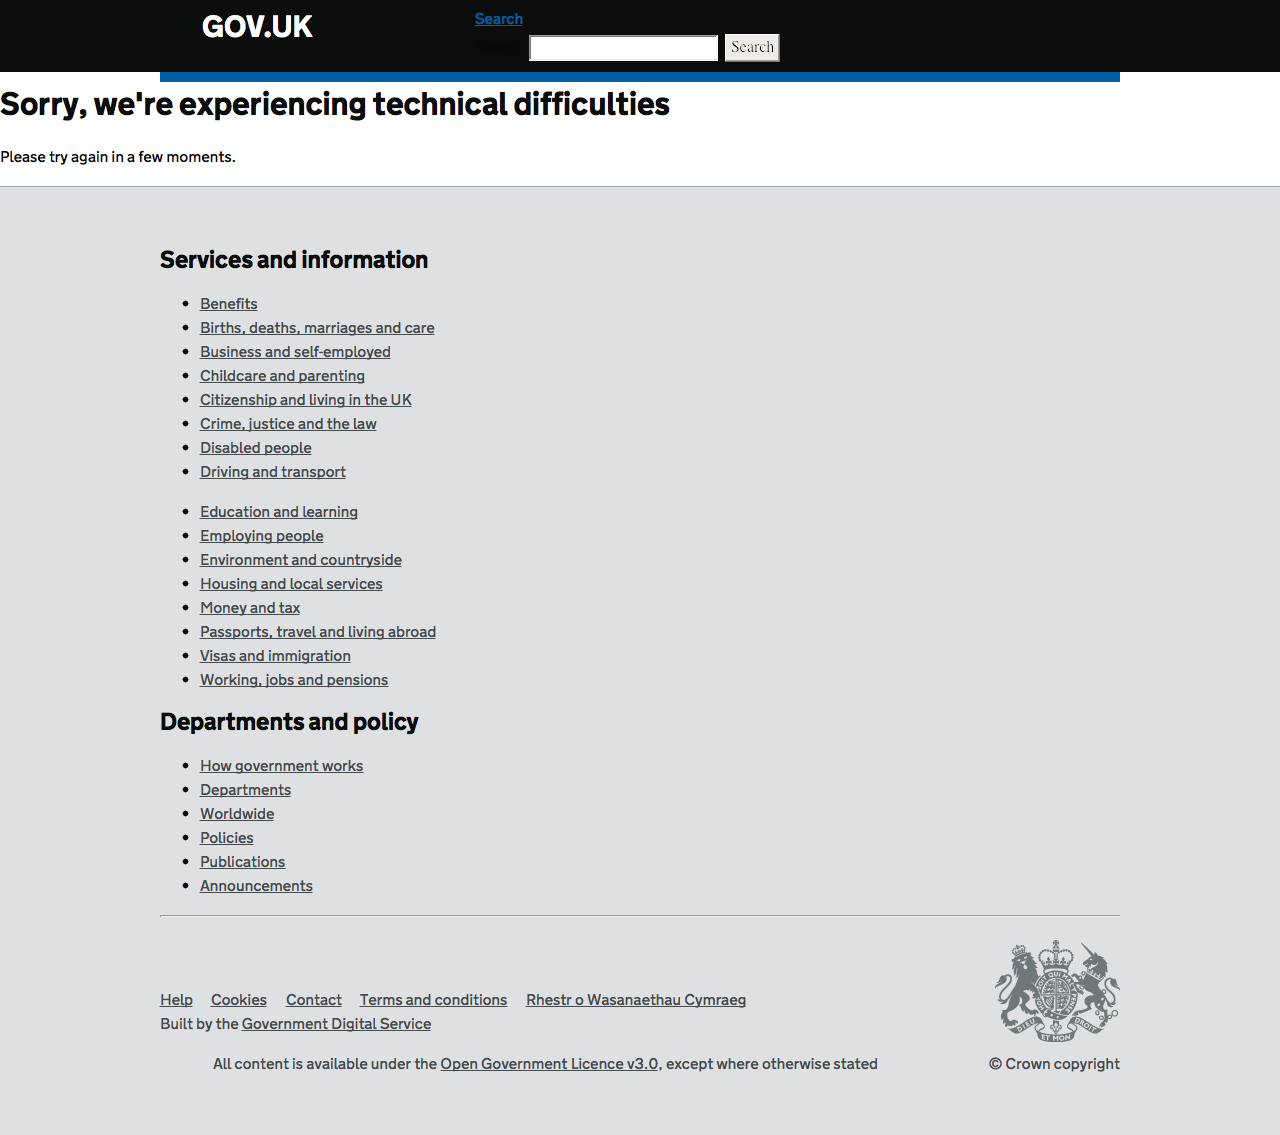 GOV.UK
Search
Search
Sorry, we're experiencing technical difficulties
Please try again in a few moments.
Services and information
Benefits
Births, deaths, marriages and care
Business and self-employed
Childcare and parenting
Citizenship and living in the UK
Crime, justice and the law
Disabled people
Driving and transport
Education and learning
Employing people
Environment and countryside
Housing and local services
Money and tax
Passports, travel and living abroad
Visas and immigration
Working, jobs and pensions
Departments and policy
How government works
Departments
Worldwide
Policies
Publications
Announcements
Help Cookies Contact Terms and conditions Rhestr o Wasanaethau Cymraeg
Built by the Government Digital Service
DIEU ET MON DROIT
All content is available under the Open Government Licence v3.0, except where otherwise stated
© Crown copyright